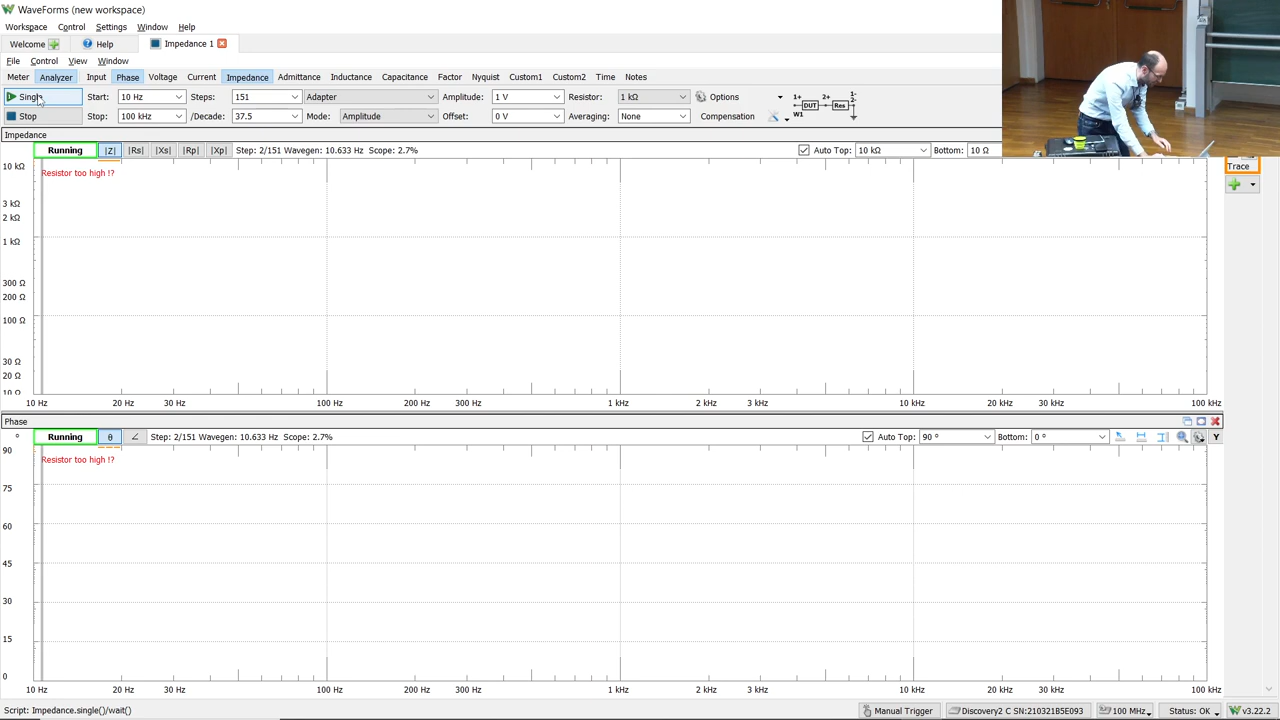 WaveForms (new workspace)
Workspace Control Settings Window Help
Welcome Help Impedance 1
File Control View Window
Meter Analyzer Input Phase Voltage Current Impedance Admittance Inductance Capacitance Factor Nyquist Custom1 Custom2 Time Notes
Single Start: 10 Hz Steps: 151 Adapter Amplitude: 1 V Resistor: 1 kΩ Options
Stop Stop: 100 kHz /Decade: 37.5 Mode: Amplitude Offset: 0 V Averaging: None Compensation
1+ 2+ 1- DUT Res W1
Impedance
Running |Z| |Rs| |Xs| |Rp| |Xp| Step: 2/151 Wavegen: 10.633 Hz Scope: 2.7% Auto Top: 10 kΩ Bottom: 10 Ω
Trace
10 kΩ
Resistor too high !?
3 kΩ
2 kΩ
1 kΩ
300 Ω
200 Ω
100 Ω
30 Ω
20 Ω
10 Ω
10 Hz 20 Hz 30 Hz 100 Hz 200 Hz 300 Hz 1 kHz 2 kHz 3 kHz 10 kHz 20 kHz 30 kHz 100 kHz
Phase
° Running θ ∠ Step: 2/151 Wavegen: 10.633 Hz Scope: 2.7% Auto Top: 90 ° Bottom: 0 ° Y
90
Resistor too high !?
75
60
45
30
15
0
10 Hz 20 Hz 30 Hz 100 Hz 200 Hz 300 Hz 1 kHz 2 kHz 3 kHz 10 kHz 20 kHz 30 kHz 100 kHz
Script: Impedance.single()/wait() Manual Trigger Discovery2 C SN:210321B5E093 100 MHz Status: OK v3.22.2